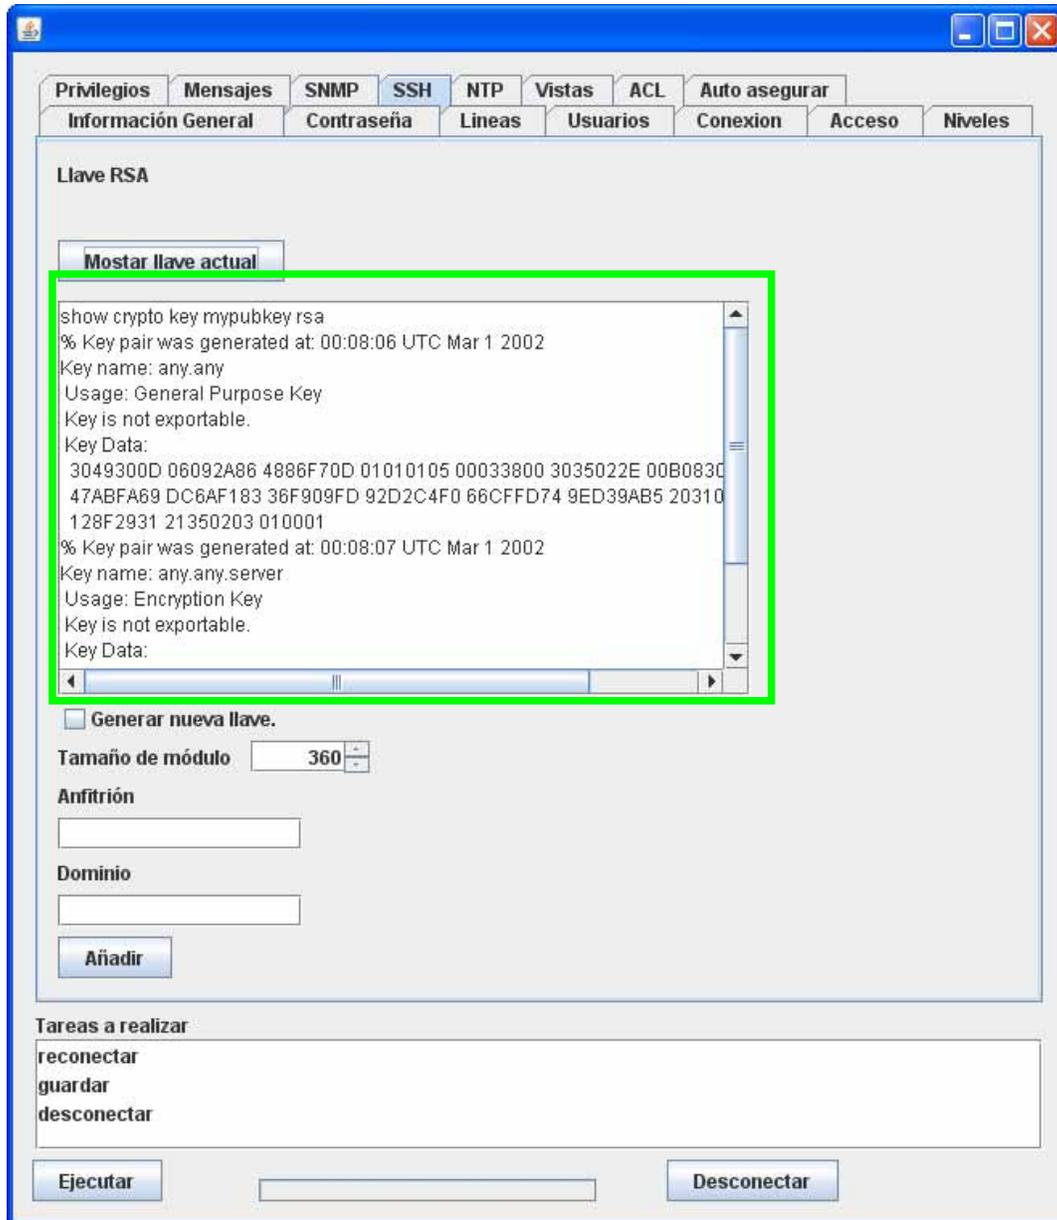 Privilegios Mensajes SNMP SSH NTP Vistas ACL Auto asegurar
Información General Contraseña Lineas Usuarios Conexion Acceso Niveles
Llave RSA
Mostar llave actual
show crypto key mypubkey rsa
% Key pair was generated at: 00:08:06 UTC Mar 1 2002
Key name: any.any
Usage: General Purpose Key
Key is not exportable.
Key Data:
3049300D 06092A86 4886F70D 01010105 00033800 3035022E 00B0830
47ABFA69 DC6AF183 36F909FD 92D2C4F0 66CFFD74 9ED39AB5 20310
128F2931 21350203 010001
% Key pair was generated at: 00:08:07 UTC Mar 1 2002
Key name: any.any.server
Usage: Encryption Key
Key is not exportable.
Key Data:
Generar nueva llave.
Tamaño de módulo 360
Anfitrión
Dominio
Añadir
Tareas a realizar
reconectar
guardar
desconectar
Ejecutar Desconectar